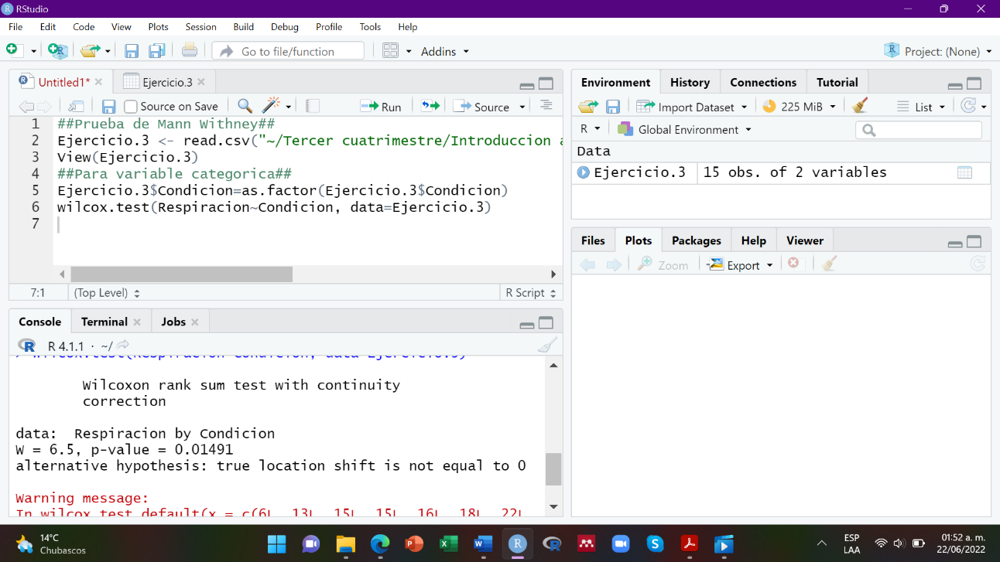 RStudio
File Edit Code View Plots Session Build Debug Profile Tools Help
Go to file/function Addins Project: (None)
Untitled1* Ejercicio.3
Source on Save Run Source
1 ##Prueba de Mann Withney##
2 Ejercicio.3 <- read.csv("~/Tercer cuatrimestre/Introduccion a
3 View(Ejercicio.3)
4 ##Para variable categorica##
5 Ejercicio.3$Condicion=as.factor(Ejercicio.3$Condicion)
6 wilcox.test(Respiracion~Condicion, data=Ejercicio.3)
7
7:1 (Top Level) R Script
Console Terminal Jobs
R 4.1.1 · ~/
> wilcox.test(Respiracion~Condicion, data=Ejercicio.3)
Wilcoxon rank sum test with continuity
correction
data: Respiracion by Condicion
W = 6.5, p-value = 0.01491
alternative hypothesis: true location shift is not equal to 0
Warning message:
In wilcox.test.default(x = c(6L, 13L, 15L, 15L, 16L, 18L, 22L,
Environment History Connections Tutorial
Import Dataset 225 MiB List
R Global Environment
Data
Ejercicio.3 15 obs. of 2 variables
Files Plots Packages Help Viewer
Zoom Export
14°C
Chubascos
ESP
LAA
01:52 a. m.
22/06/2022